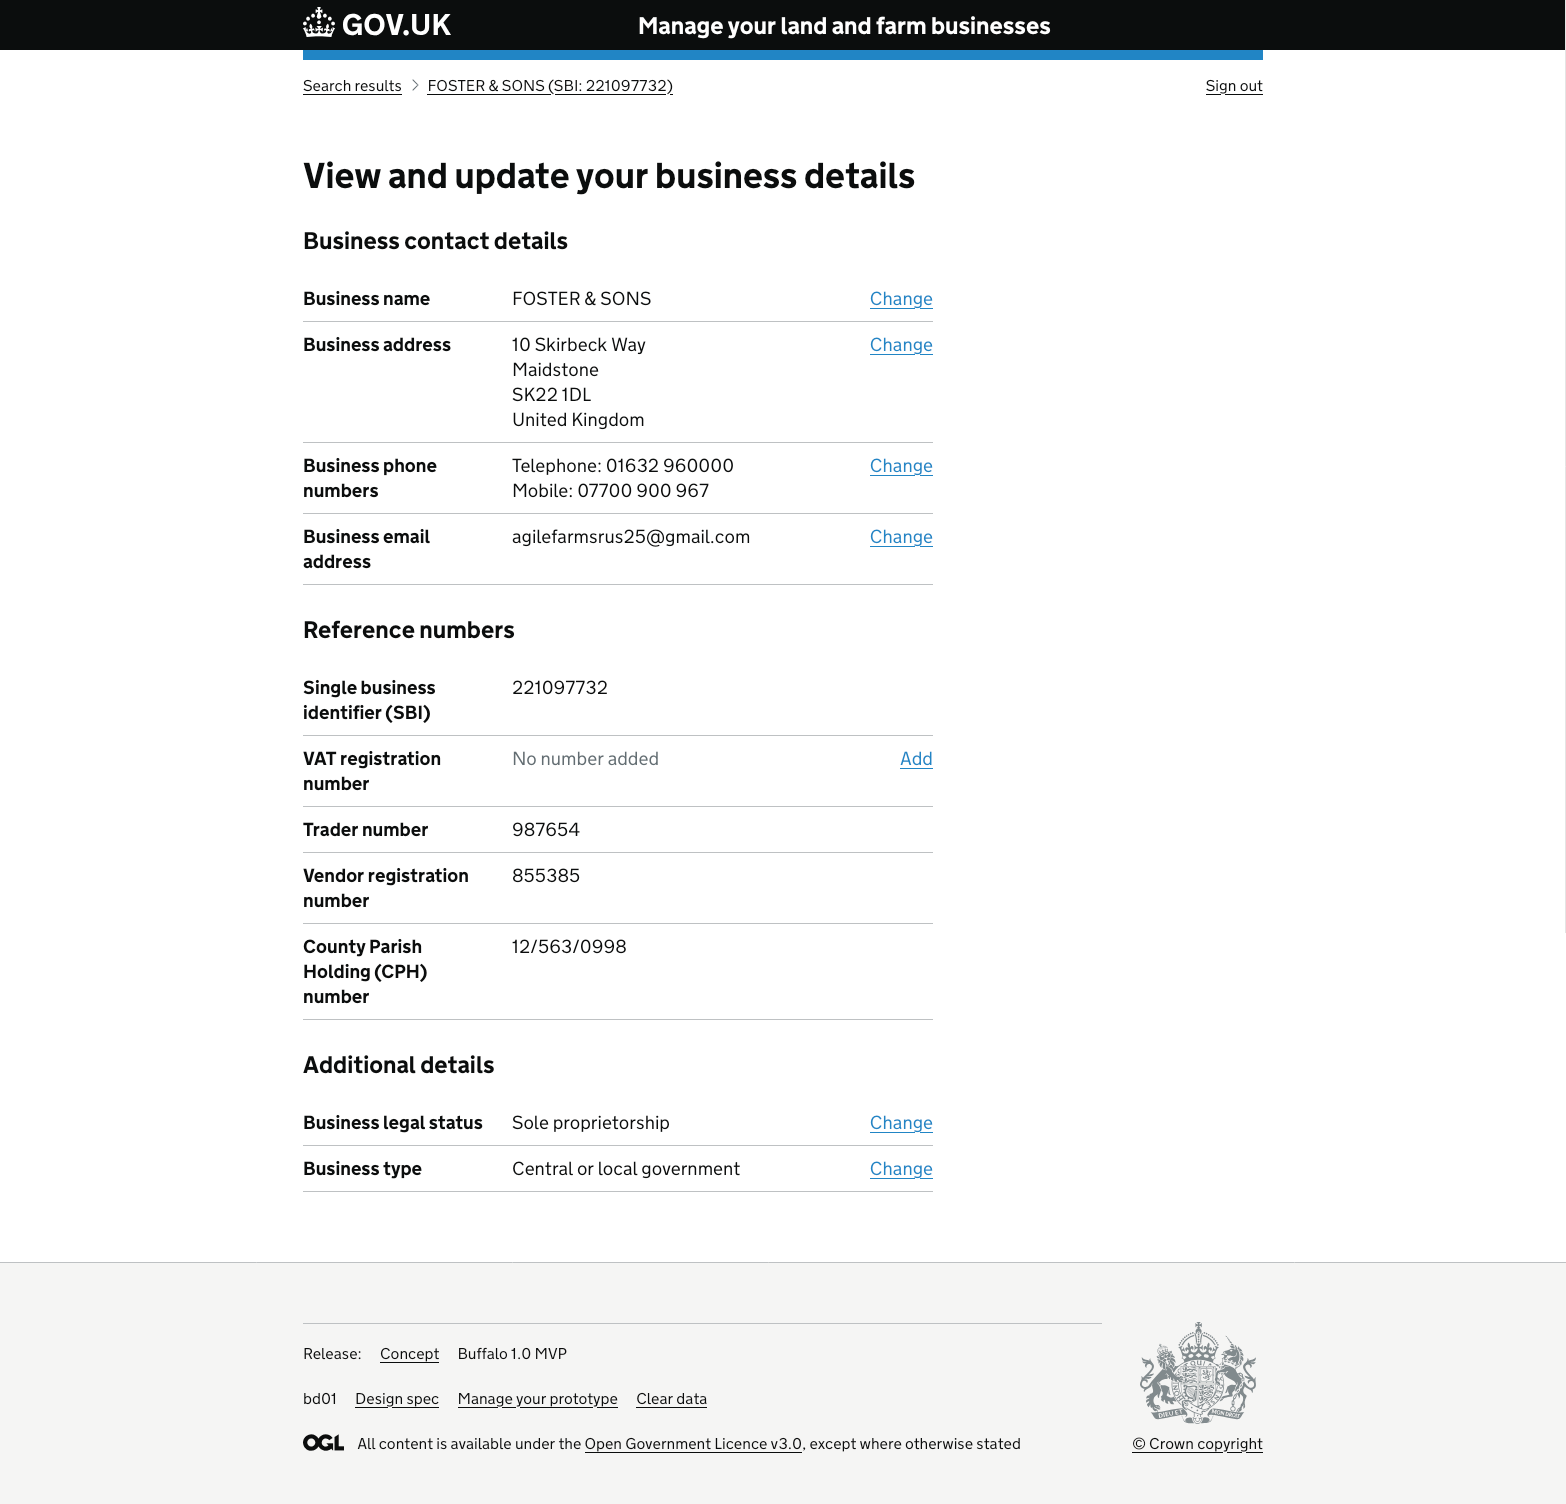 GOV.UK
Manage your land and farm businesses
Search results
FOSTER & SONS (SBI: 221097732)
Sign out
View and update your business details
Business contact details
Business name
FOSTER & SONS
Change
Business address
10 Skirbeck Way
Change
Maidstone
SK22 1DL
United Kingdom
Business phone
numbers
Telephone: 01632 960000
Change
Mobile: 07700 900 967
Business email
address
agilefarmsrus25@gmail.com
Change
Reference numbers
Single business
identifier (SBI)
221097732
VAT registration
number
No number added
Add
Trader number
987654
Vendor registration
number
855385
County Parish
Holding (CPH)
number
12/563/0998
Additional details
Business legal status
Sole proprietorship
Change
Business type
Central or local government
Change
Release: Concept Buffalo 1.0 MVP
bd01 Design spec Manage your prototype Clear data
OGL All content is available under the Open Government Licence v3.0, except where otherwise stated
© Crown copyright